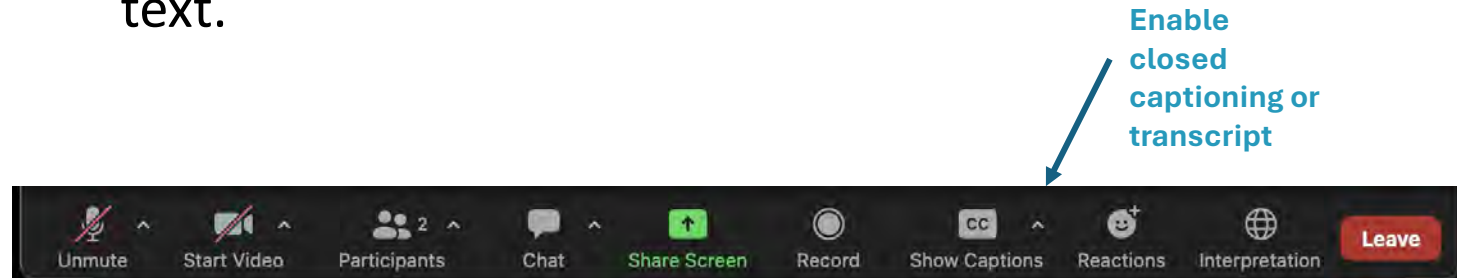 text.
Enable
closed
captioning or
transcript
2
CC
Unmute Start Video Participants Chat Share Screen Record Show Captions Reactions Interpretation Leave